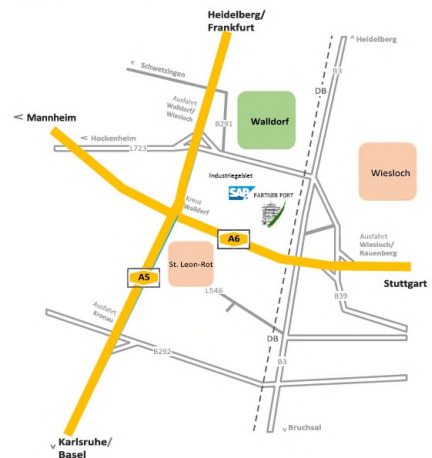 Heidelberg/
Frankfurt
Heidelberg
Schwetzingen
B3
DB
Ausfahrt
Walldorf/
Wiesloch
B291
Walldorf
Mannheim
Hockenheim
L723
Wiesloch
Industriegebiet
SAP
PARTNER PORT
Kreuz
Walldorf
A6
Ausfahrt
Wiesloch/
Rauenberg
St. Leon-Rot
A5
Stuttgart
L546
B39
Ausfahrt
Kronau
DB
B292
B3
Bruchsal
Karlsruhe/
Basel